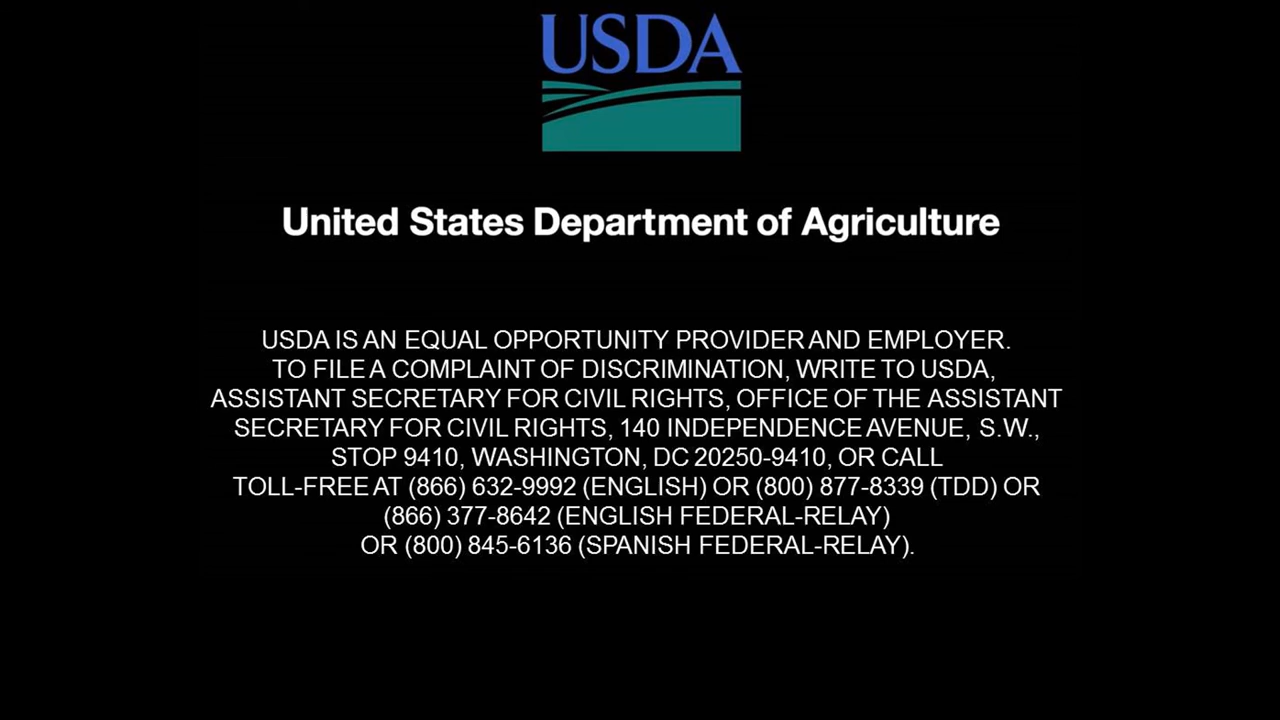 USDA
United States Department of Agriculture
USDA IS AN EQUAL OPPORTUNITY PROVIDER AND EMPLOYER.
TO FILE A COMPLAINT OF DISCRIMINATION, WRITE TO USDA,
ASSISTANT SECRETARY FOR CIVIL RIGHTS, OFFICE OF THE ASSISTANT
SECRETARY FOR CIVIL RIGHTS, 140 INDEPENDENCE AVENUE, S.W.,
STOP 9410, WASHINGTON, DC 20250-9410, OR CALL
TOLL-FREE AT (866) 632-9992 (ENGLISH) OR (800) 877-8339 (TDD) OR
(866) 377-8642 (ENGLISH FEDERAL-RELAY)
OR (800) 845-6136 (SPANISH FEDERAL-RELAY).